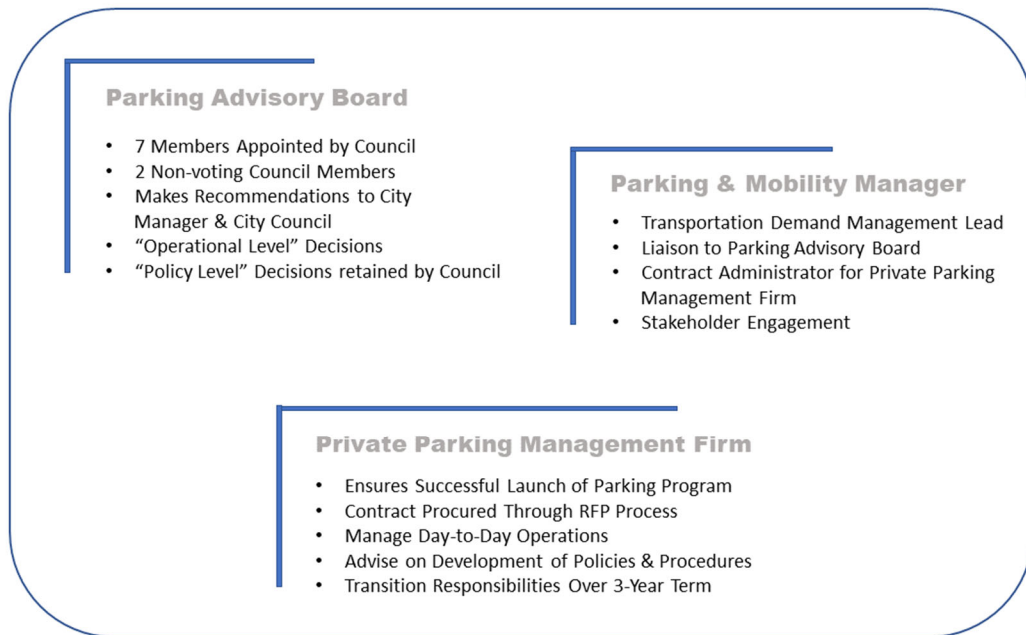 Parking Advisory Board
• 7 Members Appointed by Council
• 2 Non-voting Council Members
• Makes Recommendations to City
Manager & City Council
• “Operational Level” Decisions
• “Policy Level” Decisions retained by Council
Parking & Mobility Manager
• Transportation Demand Management Lead
• Liaison to Parking Advisory Board
• Contract Administrator for Private Parking
Management Firm
• Stakeholder Engagement
Private Parking Management Firm
• Ensures Successful Launch of Parking Program
• Contract Procured Through RFP Process
• Manage Day-to-Day Operations
• Advise on Development of Policies & Procedures
• Transition Responsibilities Over 3-Year Term